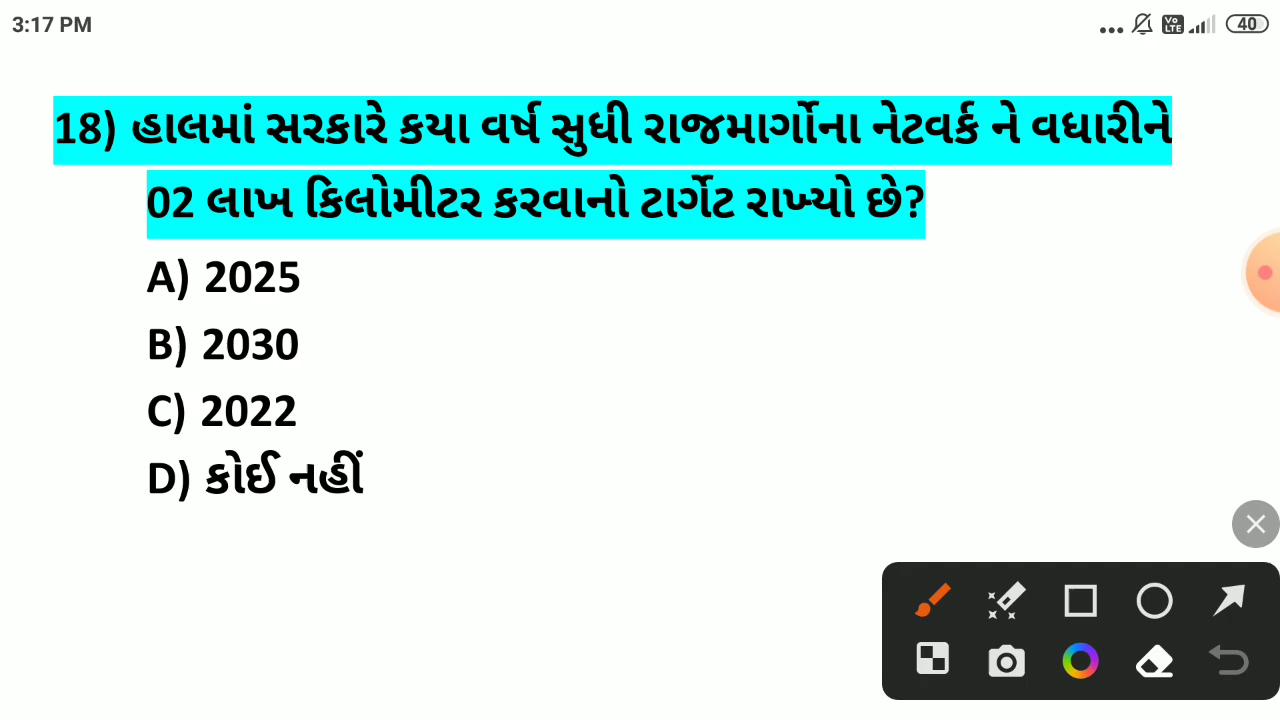 3:17 PM
40
18) હાલમાં સરકારે કયા વર્ષ સુધી રાજમાર્ગોના નેટવર્ક ને વધારીને
02 લાખ કિલોમીટર કરવાનો ટાર્ગેટ રાખ્યો છે?
A) 2025
B) 2030
C) 2022
D) કોઈ નહીં